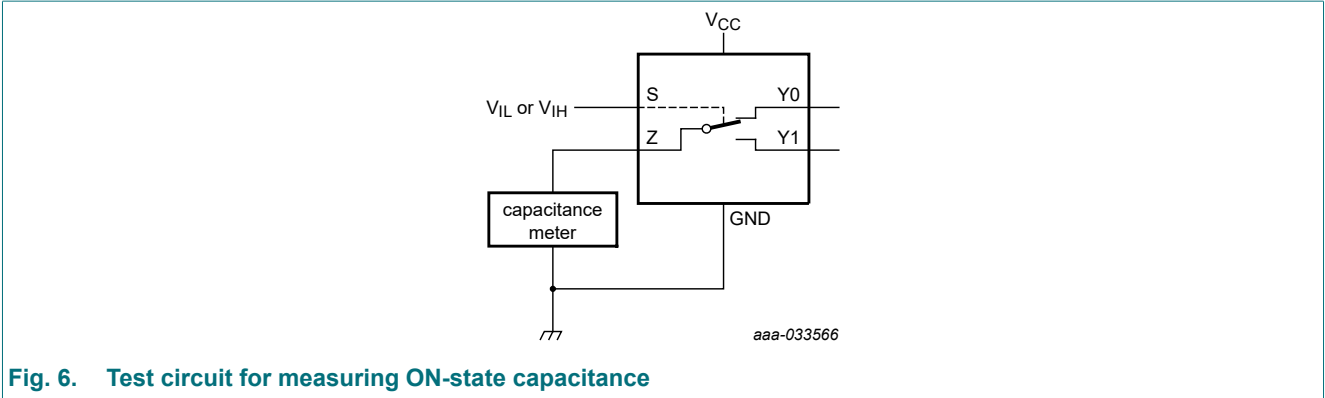 VCC
S
Y0
VIL or VIH
Z
Y1
capacitance
meter
GND
aaa-033566
Fig. 6. Test circuit for measuring ON-state capacitance